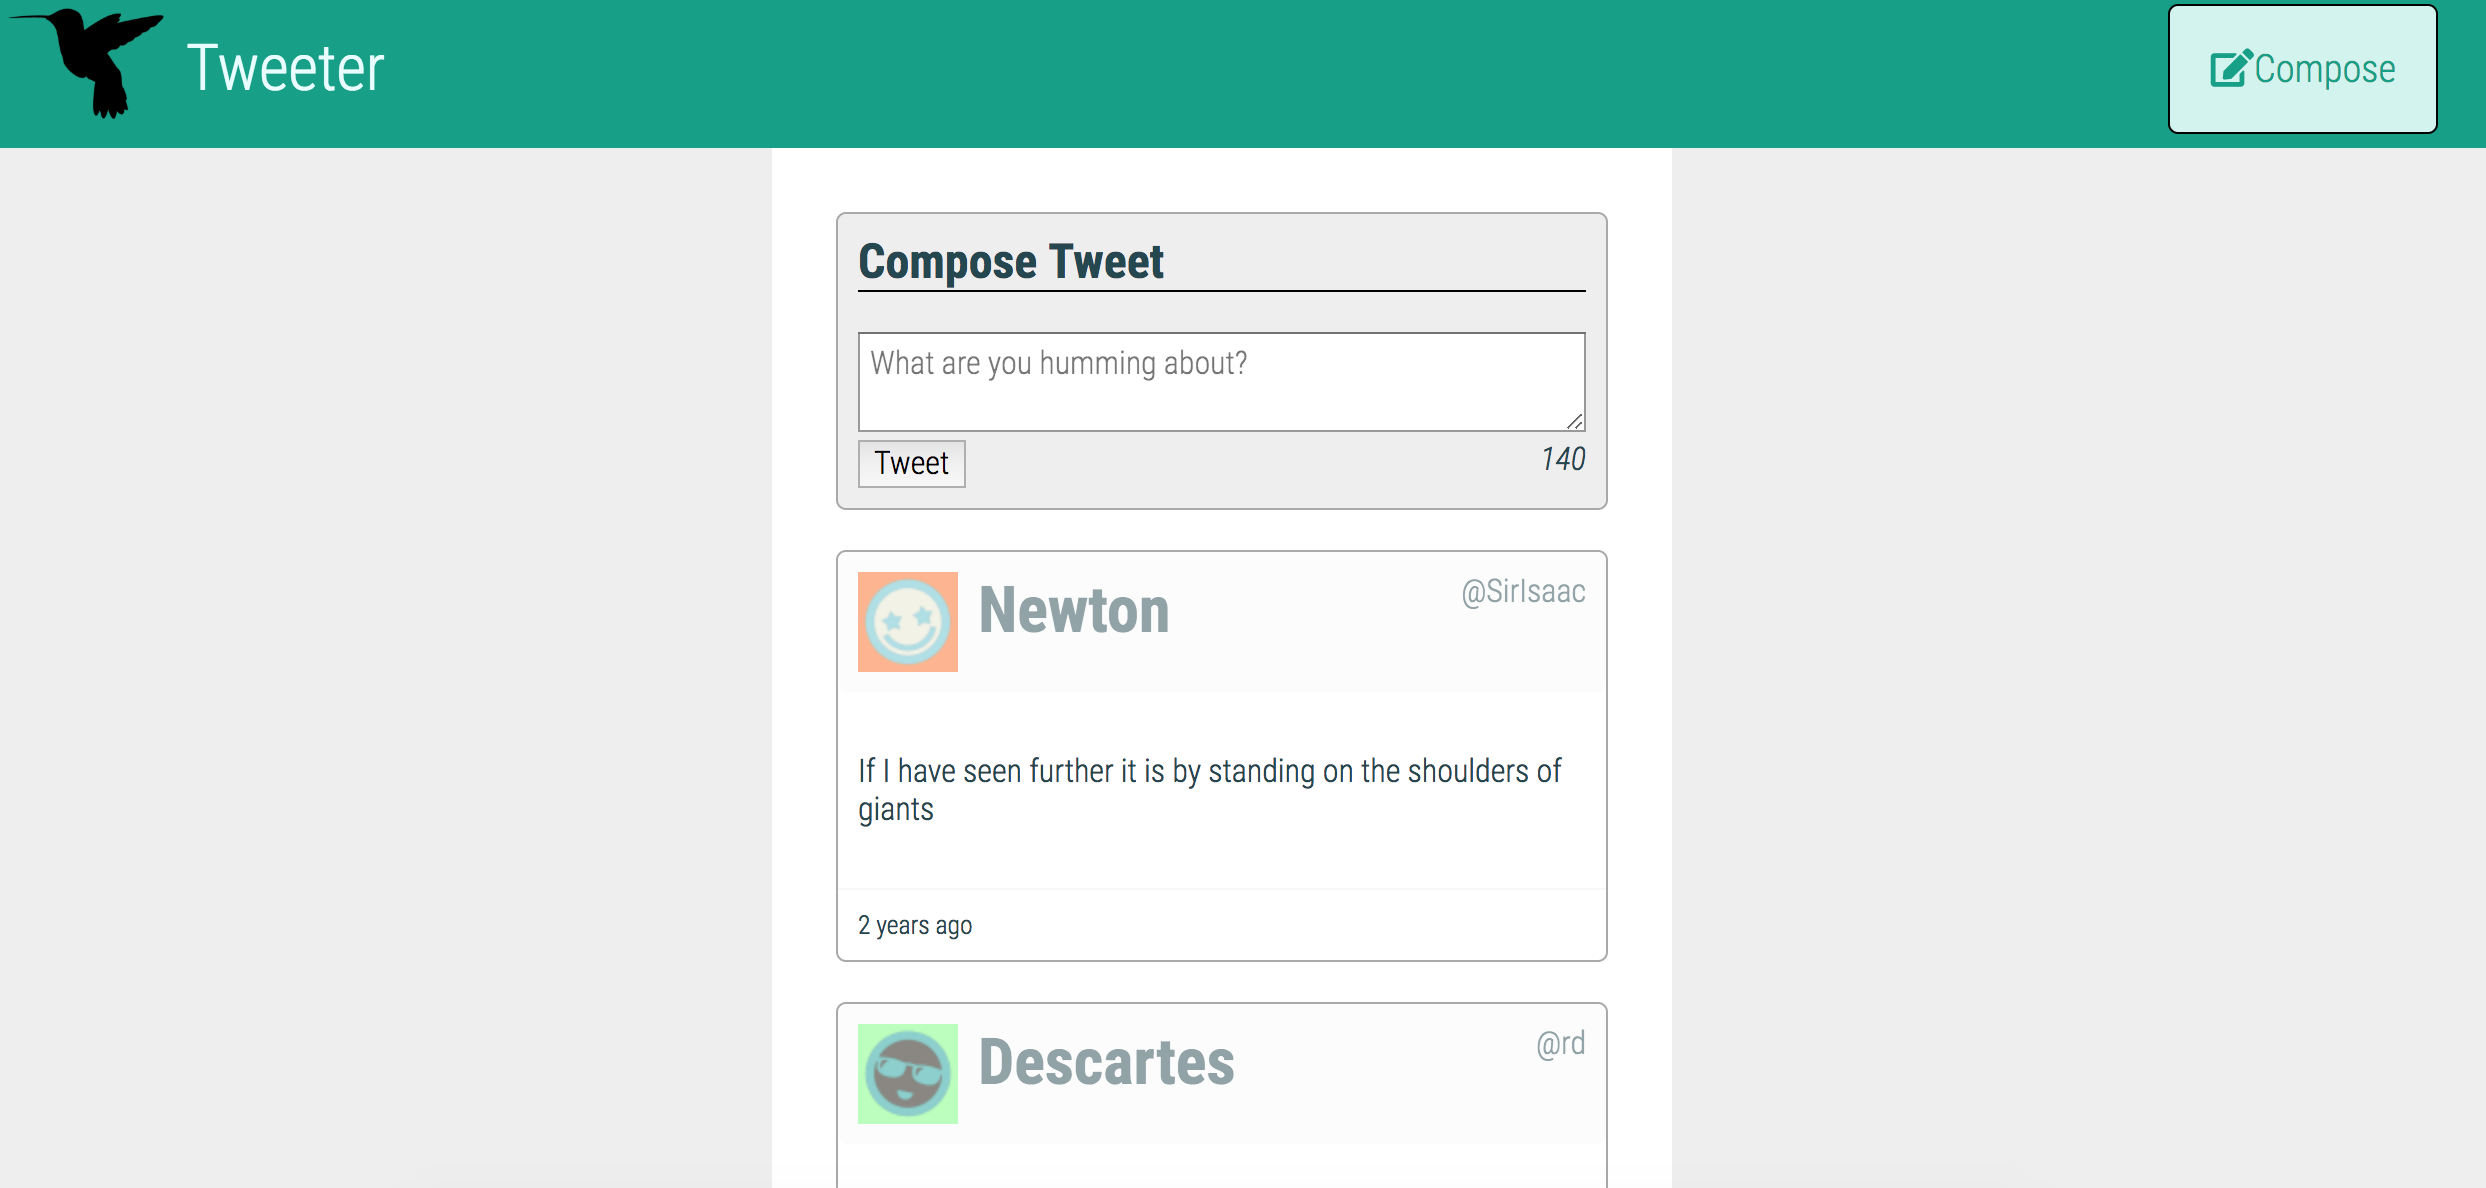 Tweeter
Compose
Compose Tweet
What are you humming about?
Tweet
140
Newton
@SirIsaac
If I have seen further it is by standing on the shoulders of
giants
2 years ago
Descartes
@rd